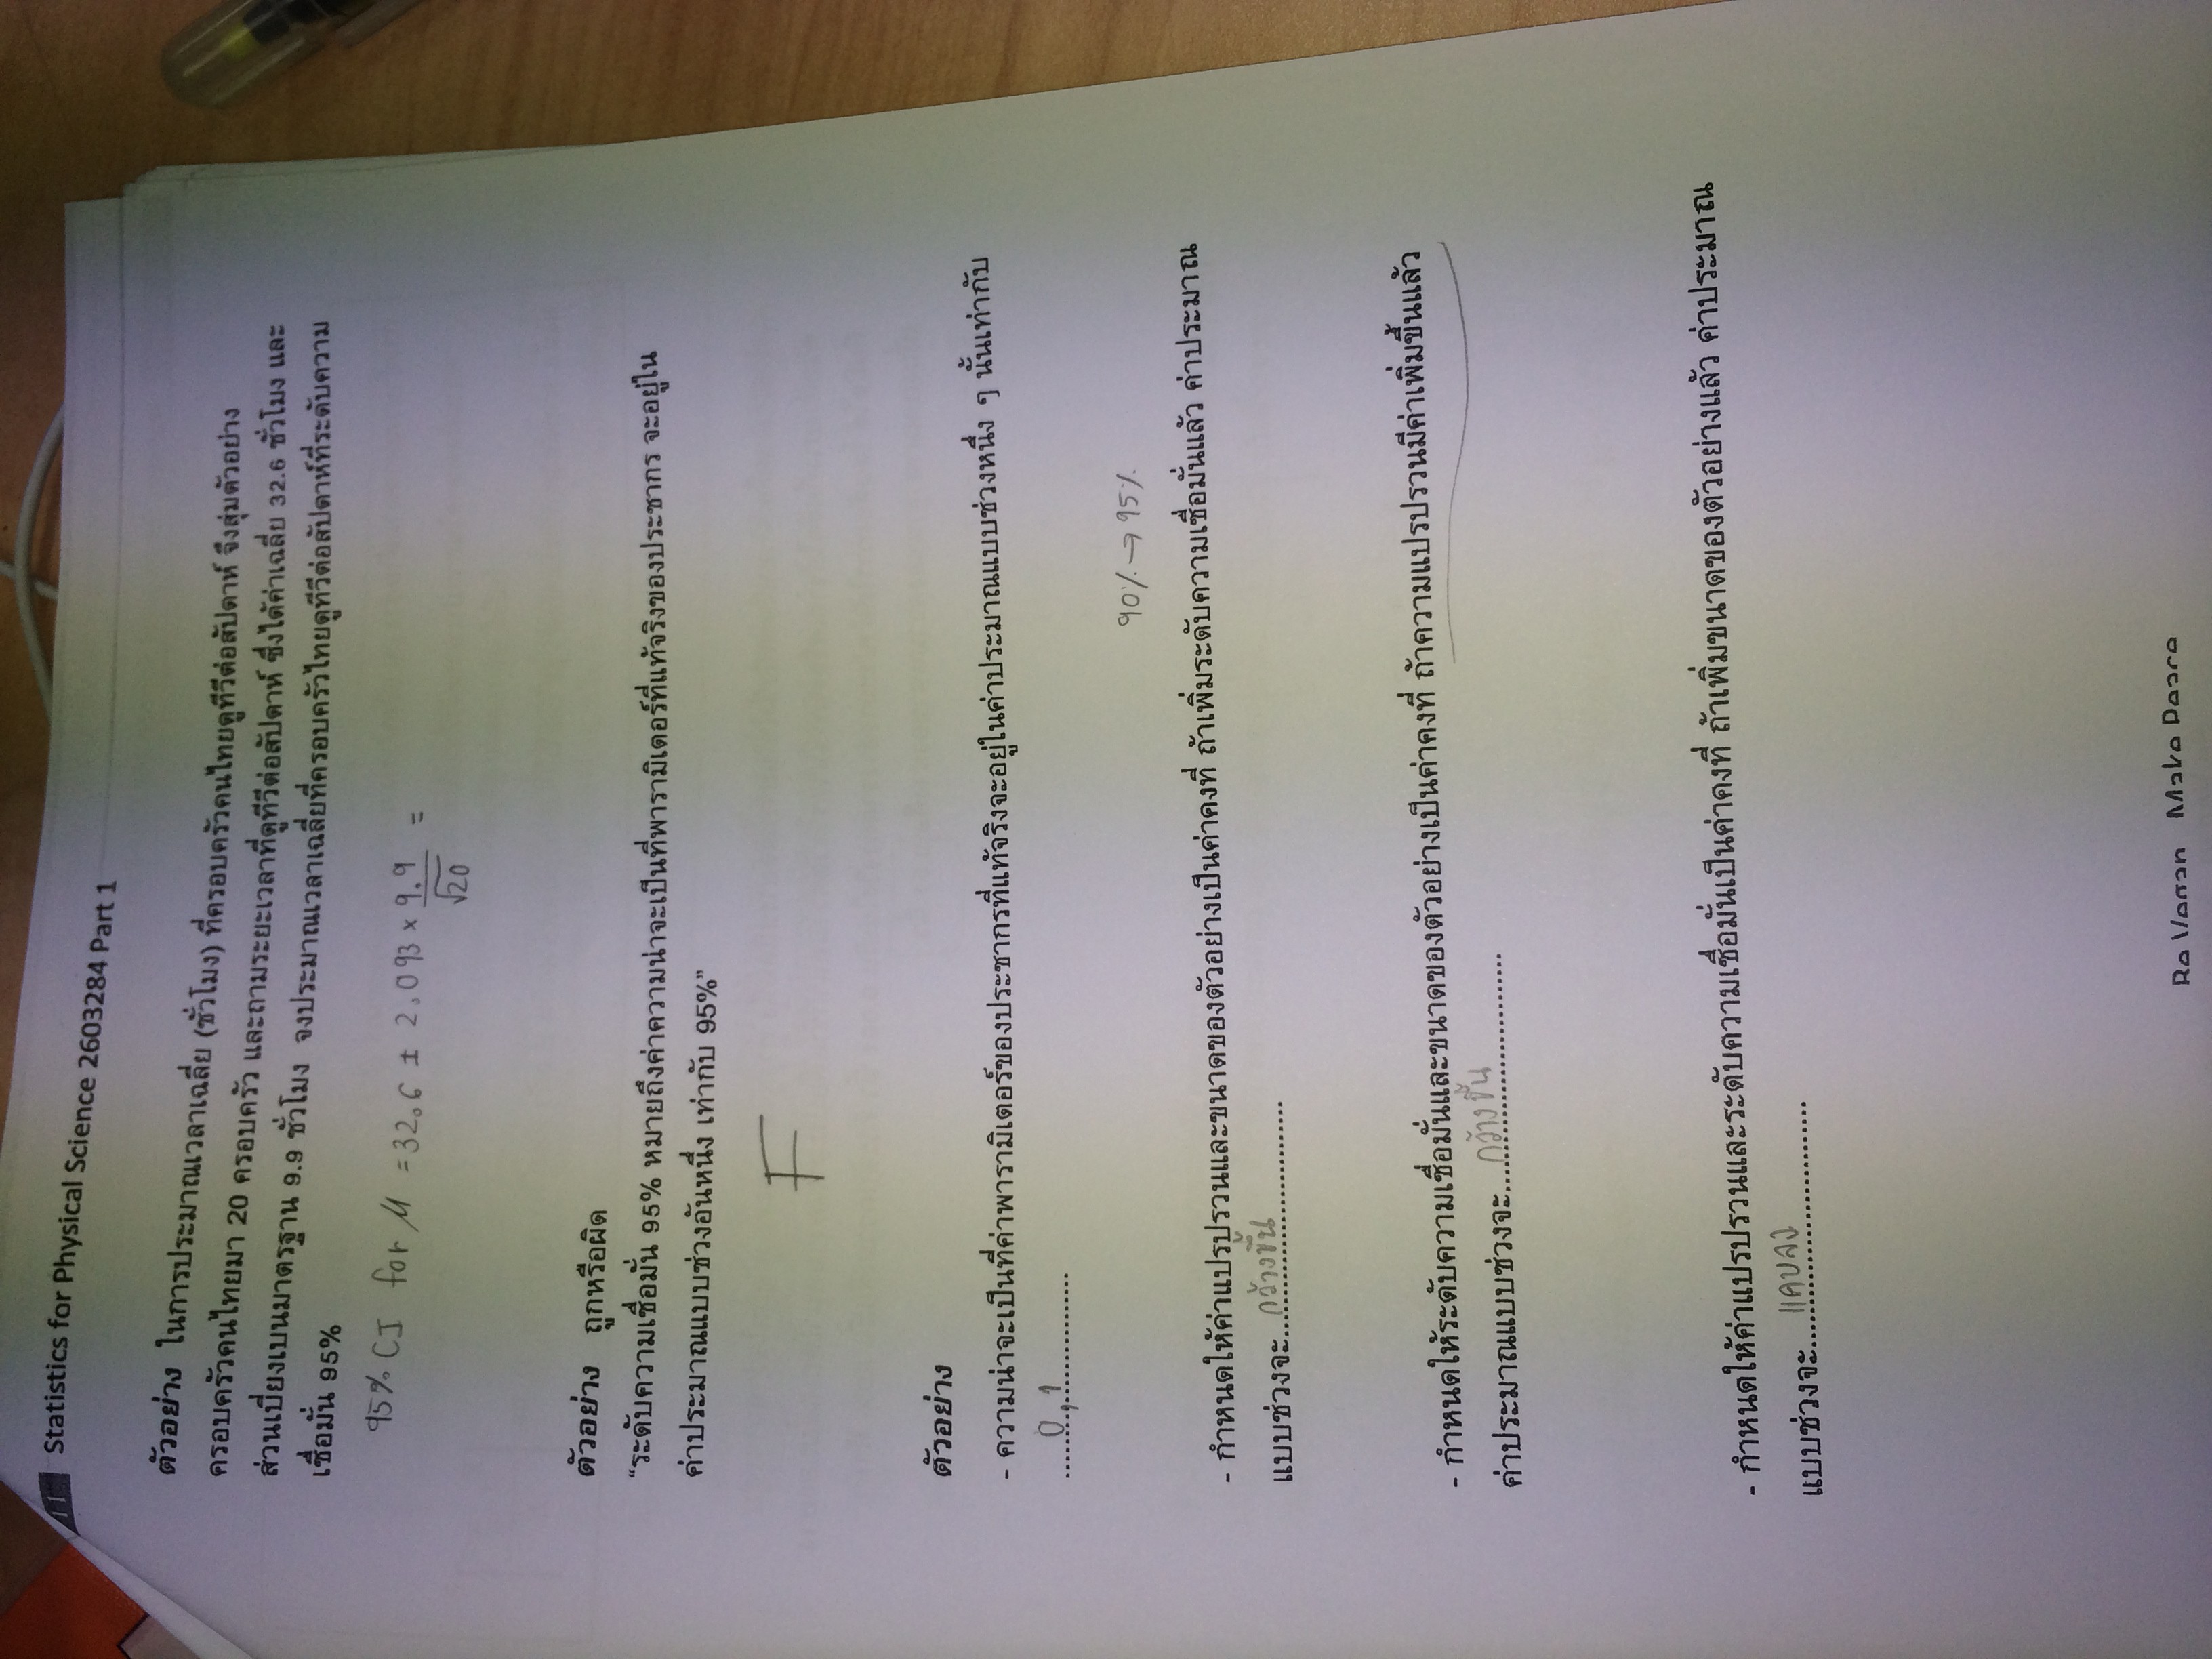 11 Statistics for Physical Science 2603284 Part 1
ตัวอย่าง ในการประมาณเวลาเฉลี่ย (ชั่วโมง) ที่ครอบครัวคนไทยดูทีวีต่อสัปดาห์ จึงสุ่มตัวอย่าง
ครอบครัวคนไทยมา 20 ครอบครัว และถามระยะเวลาที่ดูทีวีต่อสัปดาห์ ซึ่งได้ค่าเฉลี่ย 32.6 ชั่วโมง และ
ส่วนเบี่ยงเบนมาตรฐาน 9.9 ชั่วโมง จงประมาณเวลาเฉลี่ยที่ครอบครัวไทยดูทีวีต่อสัปดาห์ที่ระดับความ
เชื่อมั่น 95%
95% CI for μ = 32.6 ± 2.093 × 9.9/√20 =
ตัวอย่าง ถูกหรือผิด
“ระดับความเชื่อมั่น 95% หมายถึงค่าความน่าจะเป็นที่พารามิเตอร์ที่แท้จริงของประชากร จะอยู่ใน
ค่าประมาณแบบช่วงอันหนึ่ง เท่ากับ 95%”
F
ตัวอย่าง
- ความน่าจะเป็นที่ค่าพารามิเตอร์ของประชากรที่แท้จริงจะอยู่ในค่าประมาณแบบช่วงหนึ่ง ๆ นั้นเท่ากับ
......0,1..............
90% → 95%
- กำหนดให้ค่าแปรปรวนและขนาดของตัวอย่างเป็นค่าคงที่ ถ้าเพิ่มระดับความเชื่อมั่นแล้ว ค่าประมาณ
แบบช่วงจะ....กว้างขึ้น..............
- กำหนดให้ระดับความเชื่อมั่นและขนาดของตัวอย่างเป็นค่าคงที่ ถ้าความแปรปรวนมีค่าเพิ่มขึ้นแล้ว
ค่าประมาณแบบช่วงจะ....กว้างขึ้น..............
- กำหนดให้ค่าแปรปรวนและระดับความเชื่อมั่นเป็นค่าคงที่ ถ้าเพิ่มขนาดของตัวอย่างแล้ว ค่าประมาณ
แบบช่วงจะ....แคบลง..............